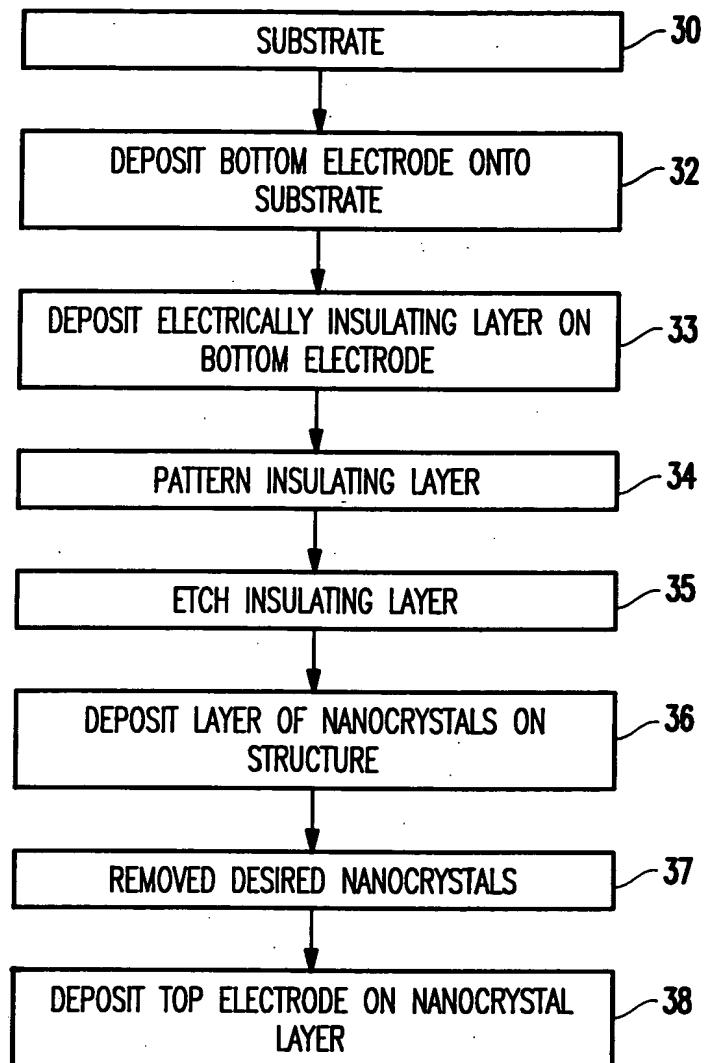 SUBSTRATE
30
DEPOSIT BOTTOM ELECTRODE ONTO
SUBSTRATE
32
DEPOSIT ELECTRICALLY INSULATING LAYER ON
BOTTOM ELECTRODE
33
PATTERN INSULATING LAYER
34
ETCH INSULATING LAYER
35
DEPOSIT LAYER OF NANOCRYSTALS ON
STRUCTURE
36
REMOVED DESIRED NANOCRYSTALS
37
DEPOSIT TOP ELECTRODE ON NANOCRYSTAL
LAYER
38